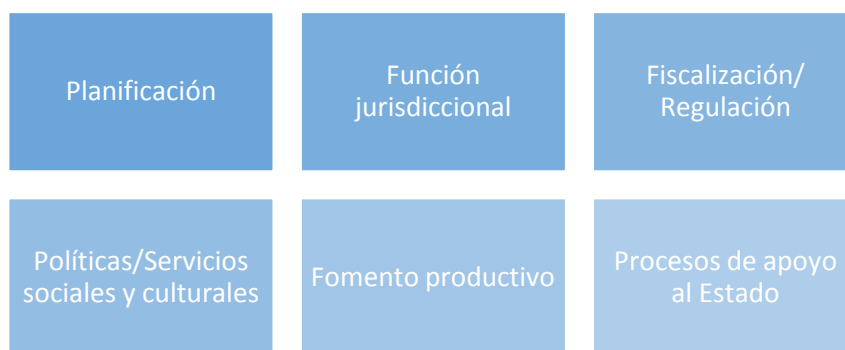 Planificación
Función
jurisdiccional
Fiscalización/
Regulación
Políticas/Servicios
sociales y culturales
Fomento productivo
Procesos de apoyo
al Estado